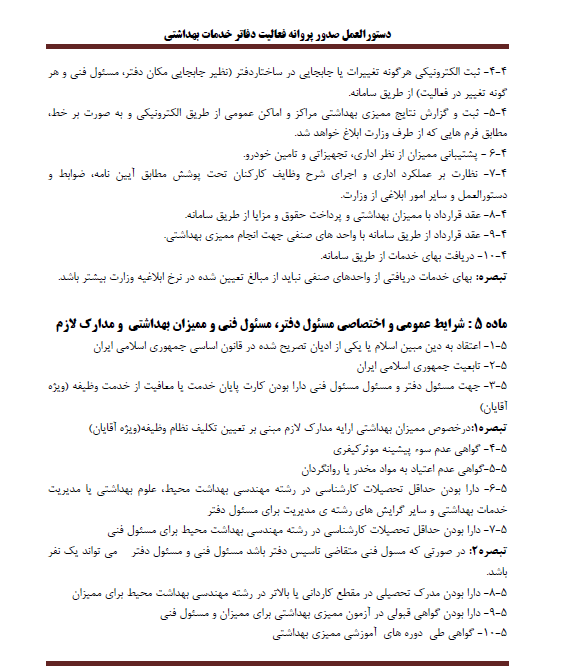 دستورالعمل صدور پروانه فعالیت دفاتر خدمات بهداشتی
۴-۴- ثبت الکترونیکی هرگونه تغییرات یا جابجایی در ساختاردفتر (نظیر جابجایی مکان دفتر، مسئول فنی و هر
گونه تغییر در فعالیت) از طریق سامانه.
۵-۴- ثبت و گزارش نتایج ممیزی بهداشتی مراکز و اماکن عمومی از طریق الکترونیکی و به صورت بر خط،
مطابق فرم هایی که از طرف وزارت ابلاغ خواهد شد.
۶-۴ - پشتیبانی ممیزان از نظر اداری، تجهیزاتی و تامین خودرو.
۷-۴- نظارت بر عملکرد اداری و اجرای شرح وظایف کارکنان تحت پوشش مطابق آیین نامه، ضوابط و
دستورالعمل و سایر امور ابلاغی از وزارت.
۸-۴- عقد قرارداد با ممیزان بهداشتی و پرداخت حقوق و مزایا از طریق سامانه.
۹-۴- عقد قرارداد از طریق سامانه با واحد های صنفی جهت انجام ممیزی بهداشتی.
۱۰-۴- دریافت بهای خدمات از طریق سامانه.
تبصره: بهای خدمات دریافتی از واحدهای صنفی نباید از مبالغ تعیین شده در نرخ ابلاغیه وزارت بیشتر باشد.
ماده ۵ : شرایط عمومی و اختصاصی مسئول دفتر، مسئول فنی و ممیزان بهداشتی و مدارک لازم
۱-۵- اعتقاد به دین مبین اسلام یا یکی از ادیان تصریح شده در قانون اساسی جمهوری اسلامی ایران
۲-۵- تابعیت جمهوری اسلامی ایران
۳-۵- جهت مسئول دفتر و مسئول مسئول فنی دارا بودن کارت پایان خدمت یا معافیت از خدمت وظیفه (ویژه
آقایان)
تبصره۱:درخصوص ممیزان بهداشتی ارایه مدارک لازم مبنی بر تعیین تکلیف نظام وظیفه(ویژه آقایان)
۴-۵- گواهی عدم سوء پیشینه موثرکیفری
۵-۵-گواهی عدم اعتیاد به مواد مخدر یا روانگردان
۶-۵- دارا بودن حداقل تحصیلات کارشناسی در رشته مهندسی بهداشت محیط، علوم بهداشتی یا مدیریت
خدمات بهداشتی و سایر گرایش های رشته ی مدیریت برای مسئول دفتر
۷-۵- دارا بودن حداقل تحصیلات کارشناسی در رشته مهندسی بهداشت محیط برای مسئول فنی
تبصره۲: در صورتی که مسول فنی متقاضی تاسیس دفتر باشد مسئول فنی و مسئول دفتر می تواند یک نفر
باشد.
۸-۵- دارا بودن مدرک تحصیلی در مقطع کاردانی یا بالاتر در رشته مهندسی بهداشت محیط برای ممیزان
۹-۵- دارا بودن گواهی قبولی در آزمون ممیزی بهداشتی برای ممیزان و مسئول فنی
۱۰-۵- گواهی طی دوره های آموزشی ممیزی بهداشتی